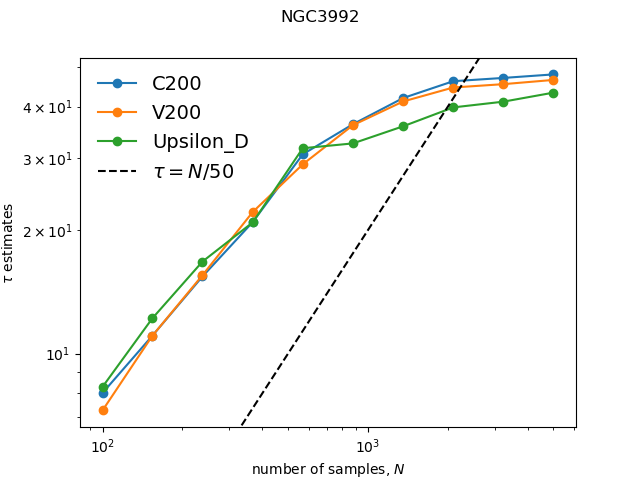 NGC3992
C200
V200
Upsilon_D
τ = N/50
4 × 10¹
3 × 10¹
2 × 10¹
10¹
τ estimates
10² 10³
number of samples, N